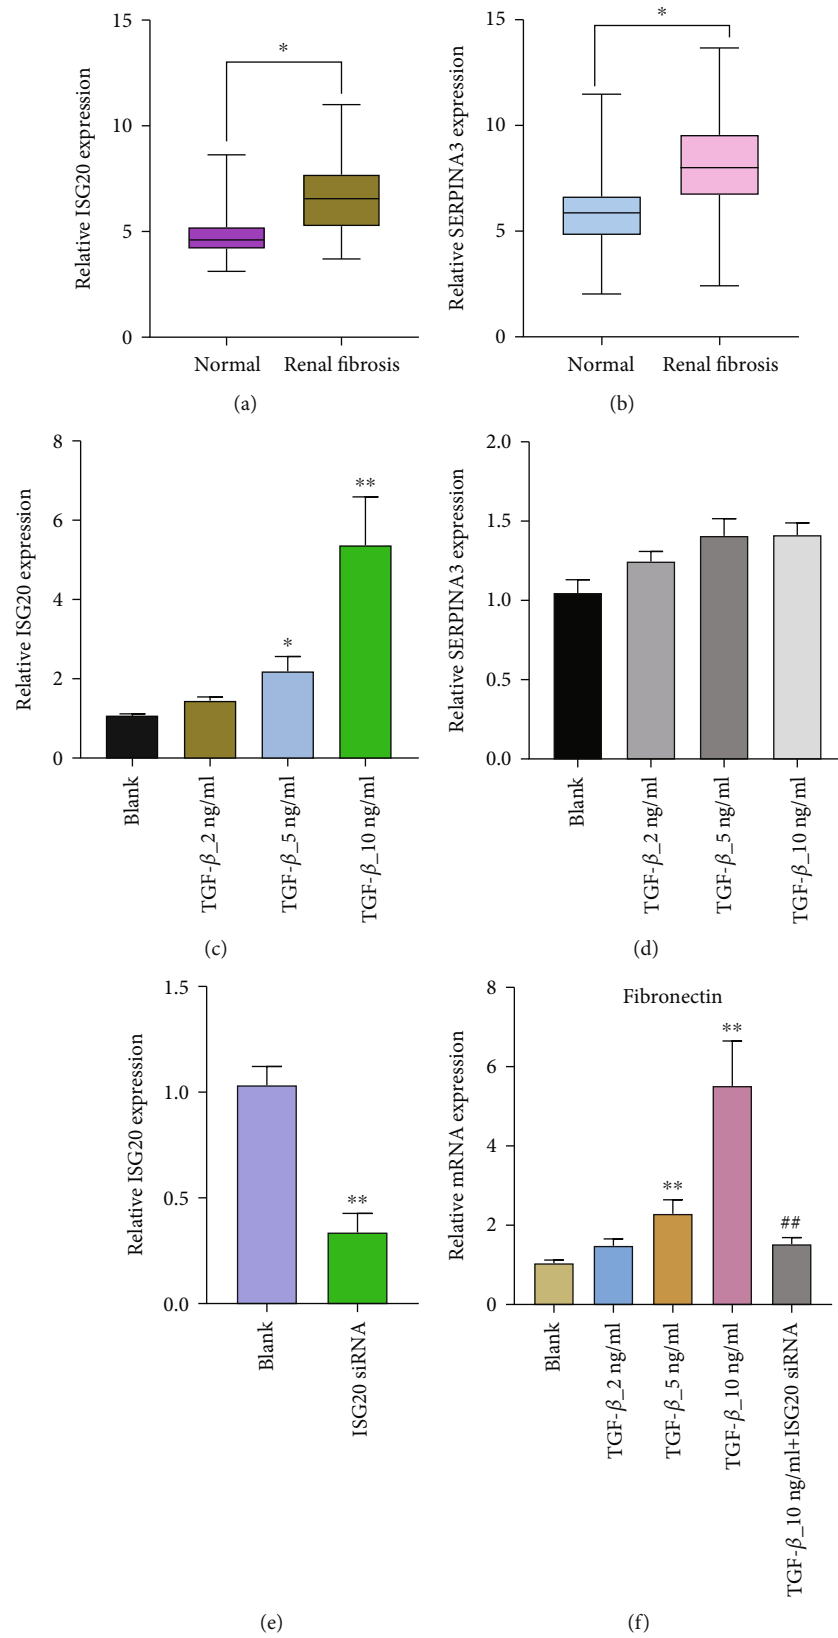 Relative ISG20 expression
15
10
5
0
*
Normal
Renal fibrosis
(a)
Relative SERPINA3 expression
15
10
5
0
*
Normal
Renal fibrosis
(b)
Relative ISG20 expression
8
6
4
2
0
*
**
Blank
TGF-β_2 ng/ml
TGF-β_5 ng/ml
TGF-β_10 ng/ml
(c)
Relative SERPINA3 expression
2.0
1.5
1.0
0.5
0.0
Blank
TGF-β_2 ng/ml
TGF-β_5 ng/ml
TGF-β_10 ng/ml
(d)
Relative ISG20 expression
1.5
1.0
0.5
0.0
**
Blank
ISG20 siRNA
(e)
Fibronectin
Relative mRNA expression
8
6
4
2
0
**
**
##
Blank
TGF-β_2 ng/ml
TGF-β_5 ng/ml
TGF-β_10 ng/ml
TGF-β_10 ng/ml+ISG20 siRNA
(f)